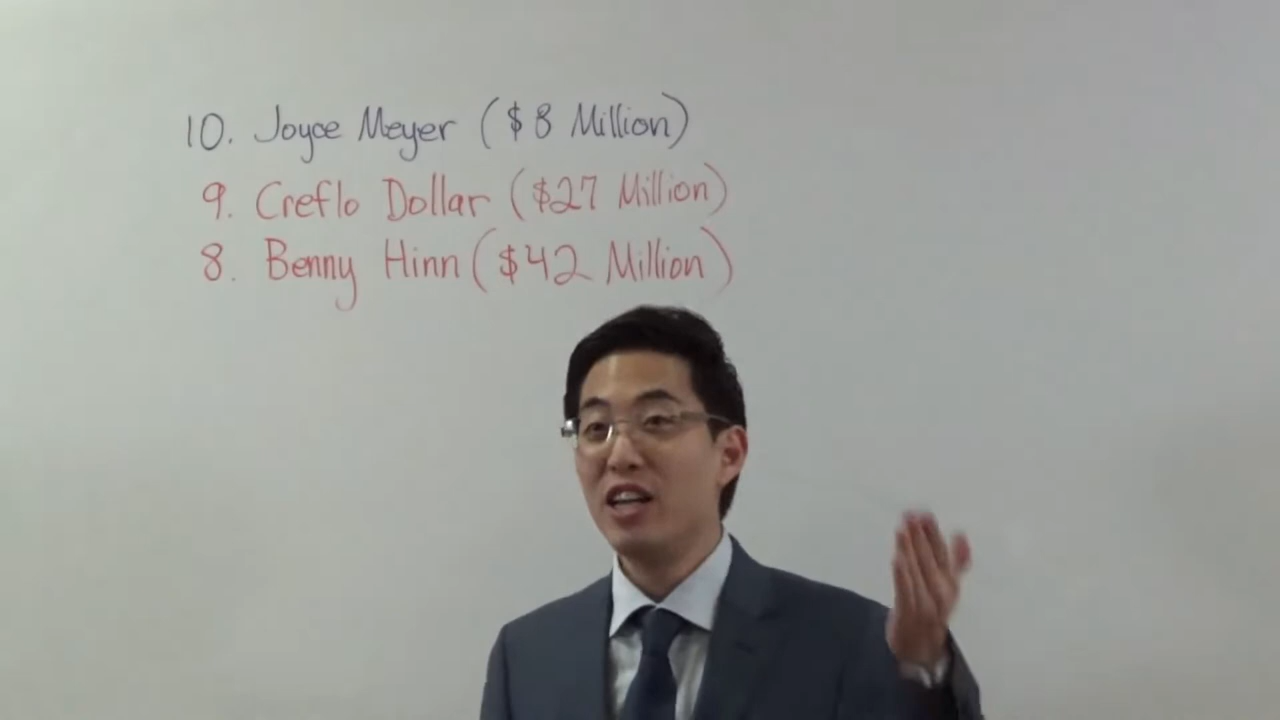 10. Joyce Meyer ($8 Million)
9. Creflo Dollar ($27 Million)
8. Benny Hinn ($42 Million)